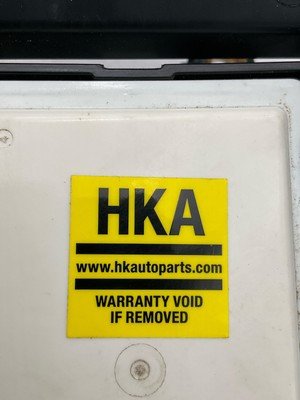 HKA
www.hkautoparts.com
WARRANTY VOID
IF REMOVED